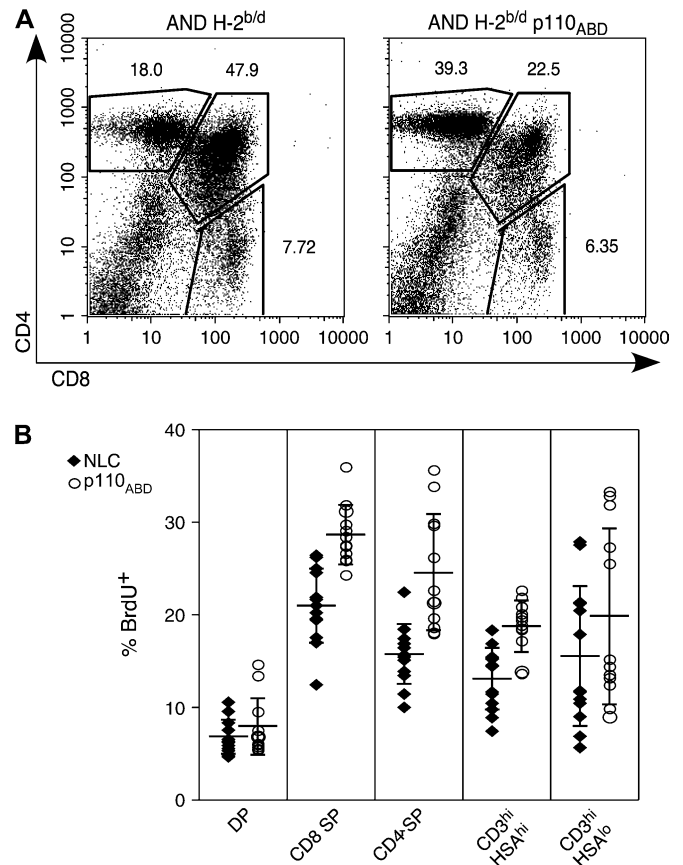 A
AND H-2b/d
AND H-2b/d p110ABD
10000
1000
100
10
1
18.0
47.9
7.72
39.3
22.5
6.35
1 10 100 1000 10000
1 10 100 1000 10000
CD4
CD8
B
NLC
p110ABD
% BrdU+
40
30
20
10
0
DP
CD8 SP
CD4-SP
CD3hi
HSAhi
CD3hi
HSAlo